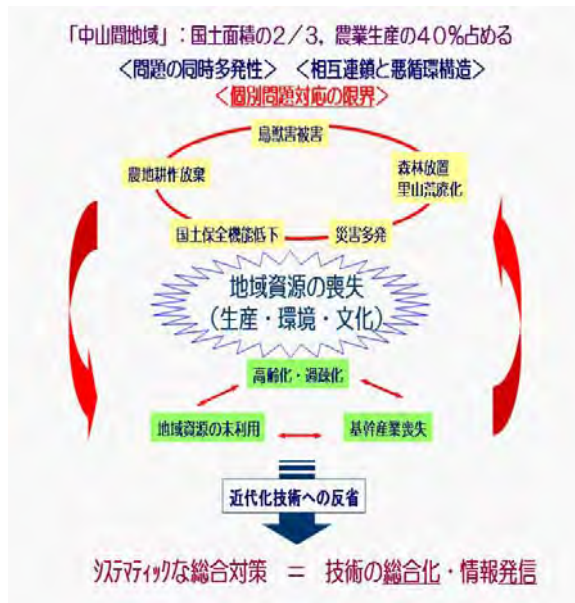 「中山間地域」:国土面積の2/3,農業生産の40%占める
<問題の同時多発性> <相互連鎖と悪循環構造>
<個別問題対応の限界>
鳥獣害被害
農地耕作放棄
森林放置
里山荒廃化
国土保全機能低下
災害多発
地域資源の喪失
(生産・環境・文化)
高齢化・過疎化
地域資源の未利用
基幹産業喪失
近代化技術への反省
システマティックな総合対策 = 技術の総合化・情報発信